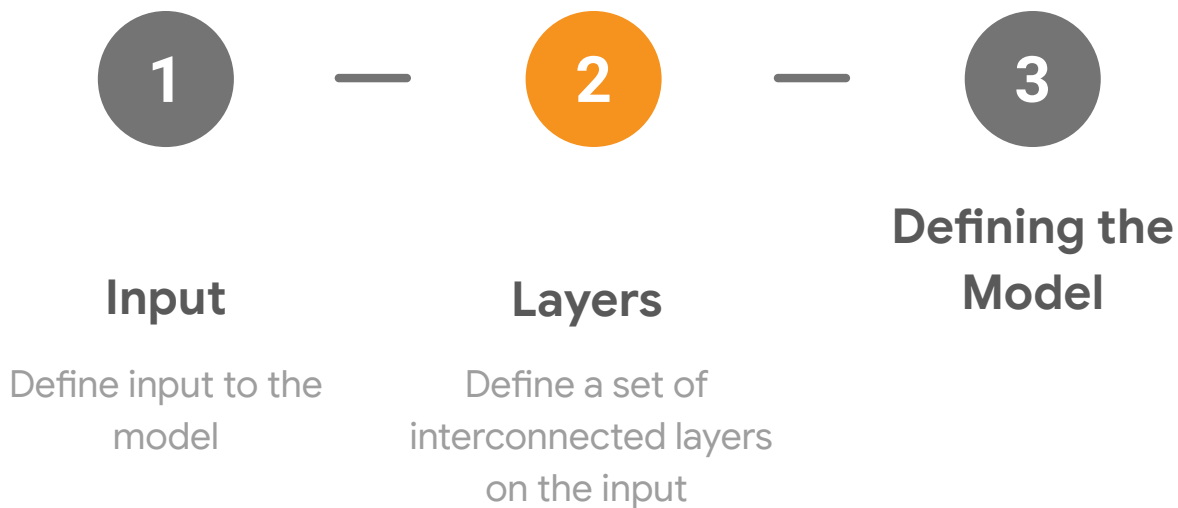 1
2
3
Input
Define input to the
model
Layers
Define a set of
interconnected layers
on the input
Defining the
Model